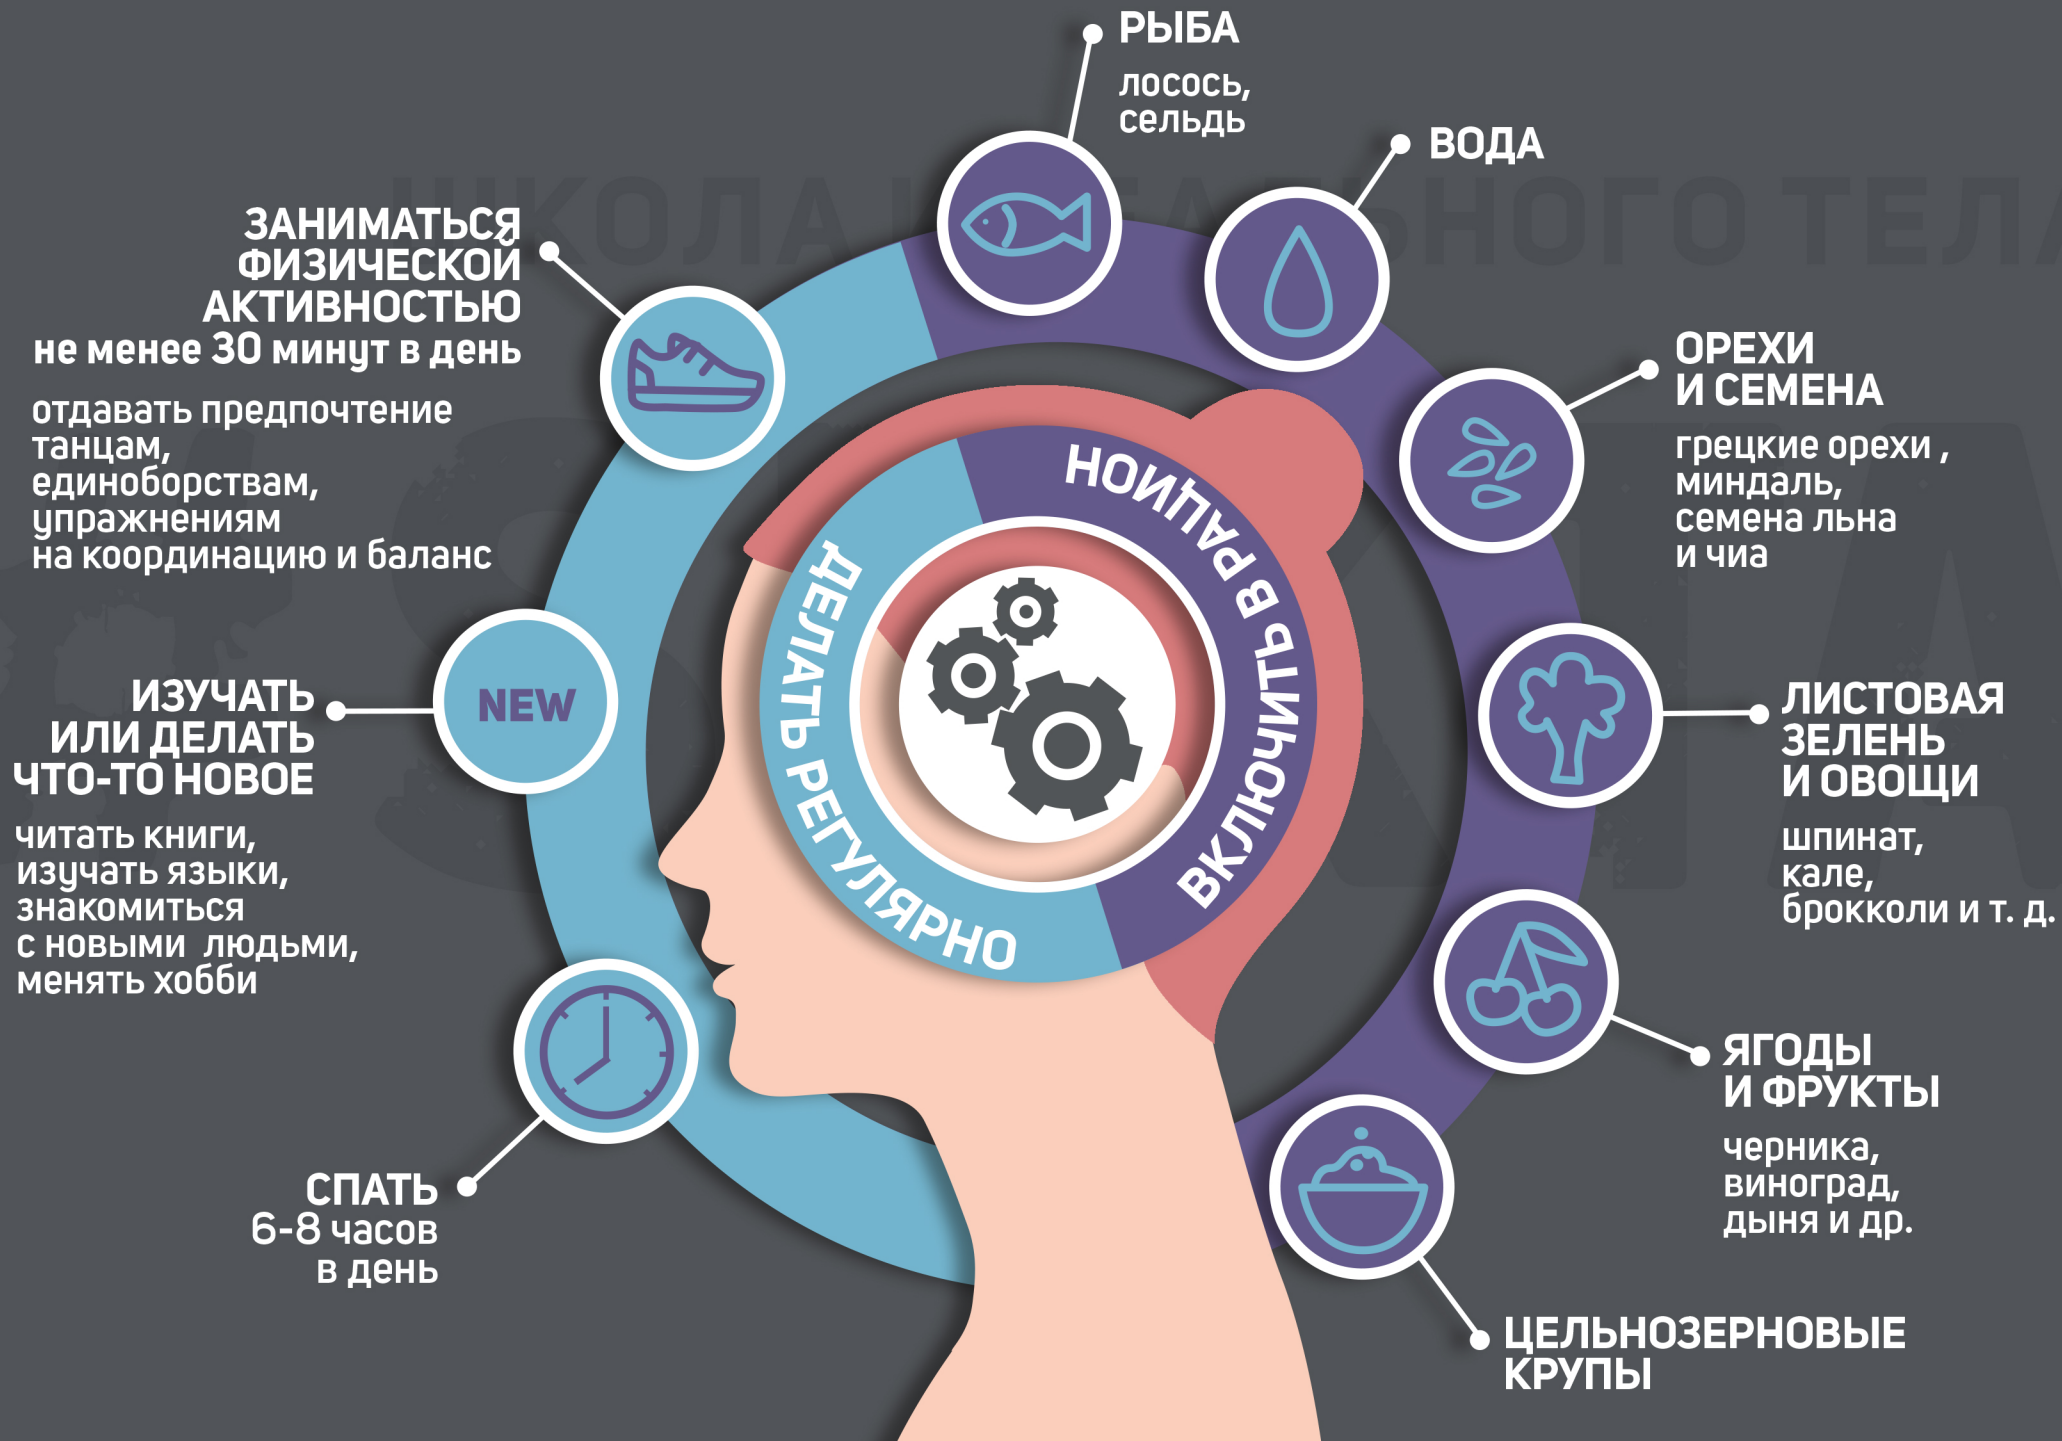 РЫБА
лосось,
сельдь
ВОДА
ОРЕХИ
И СЕМЕНА
грецкие орехи ,
миндаль,
семена льна
и чиа
ЛИСТОВАЯ
ЗЕЛЕНЬ
И ОВОЩИ
шпинат,
кале,
брокколи и т. д.
ЯГОДЫ
И ФРУКТЫ
черника,
виноград,
дыня и др.
ЦЕЛЬНОЗЕРНОВЫЕ
КРУПЫ
ЗАНИМАТЬСЯ
ФИЗИЧЕСКОЙ
АКТИВНОСТЬЮ
не менее 30 минут в день
отдавать предпочтение
танцам,
единоборствам,
упражнениям
на координацию и баланс
NEW
ИЗУЧАТЬ
ИЛИ ДЕЛАТЬ
ЧТО-ТО НОВОЕ
читать книги,
изучать языки,
знакомиться
с новыми людьми,
менять хобби
СПАТЬ
6-8 часов
в день
ДЕЛАТЬ РЕГУЛЯРНО
ВКЛЮЧИТЬ В РАЦИОН
ШКОЛА
ТЕЛА